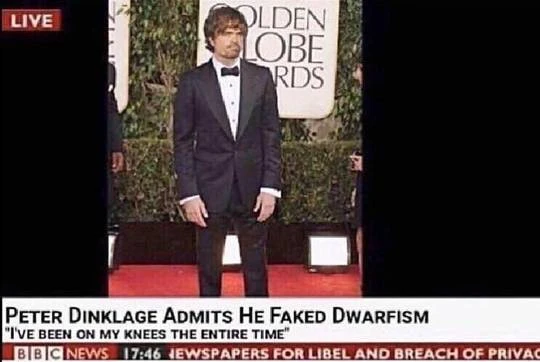 LIVE
OLDEN
LOBE
RDS
PETER DINKLAGE ADMITS HE FAKED DWARFISM
"I'VE BEEN ON MY KNEES THE ENTIRE TIME"
BBC NEWS 17:46 NEWSPAPERS FOR LIBEL AND BREACH OF PRIVAC